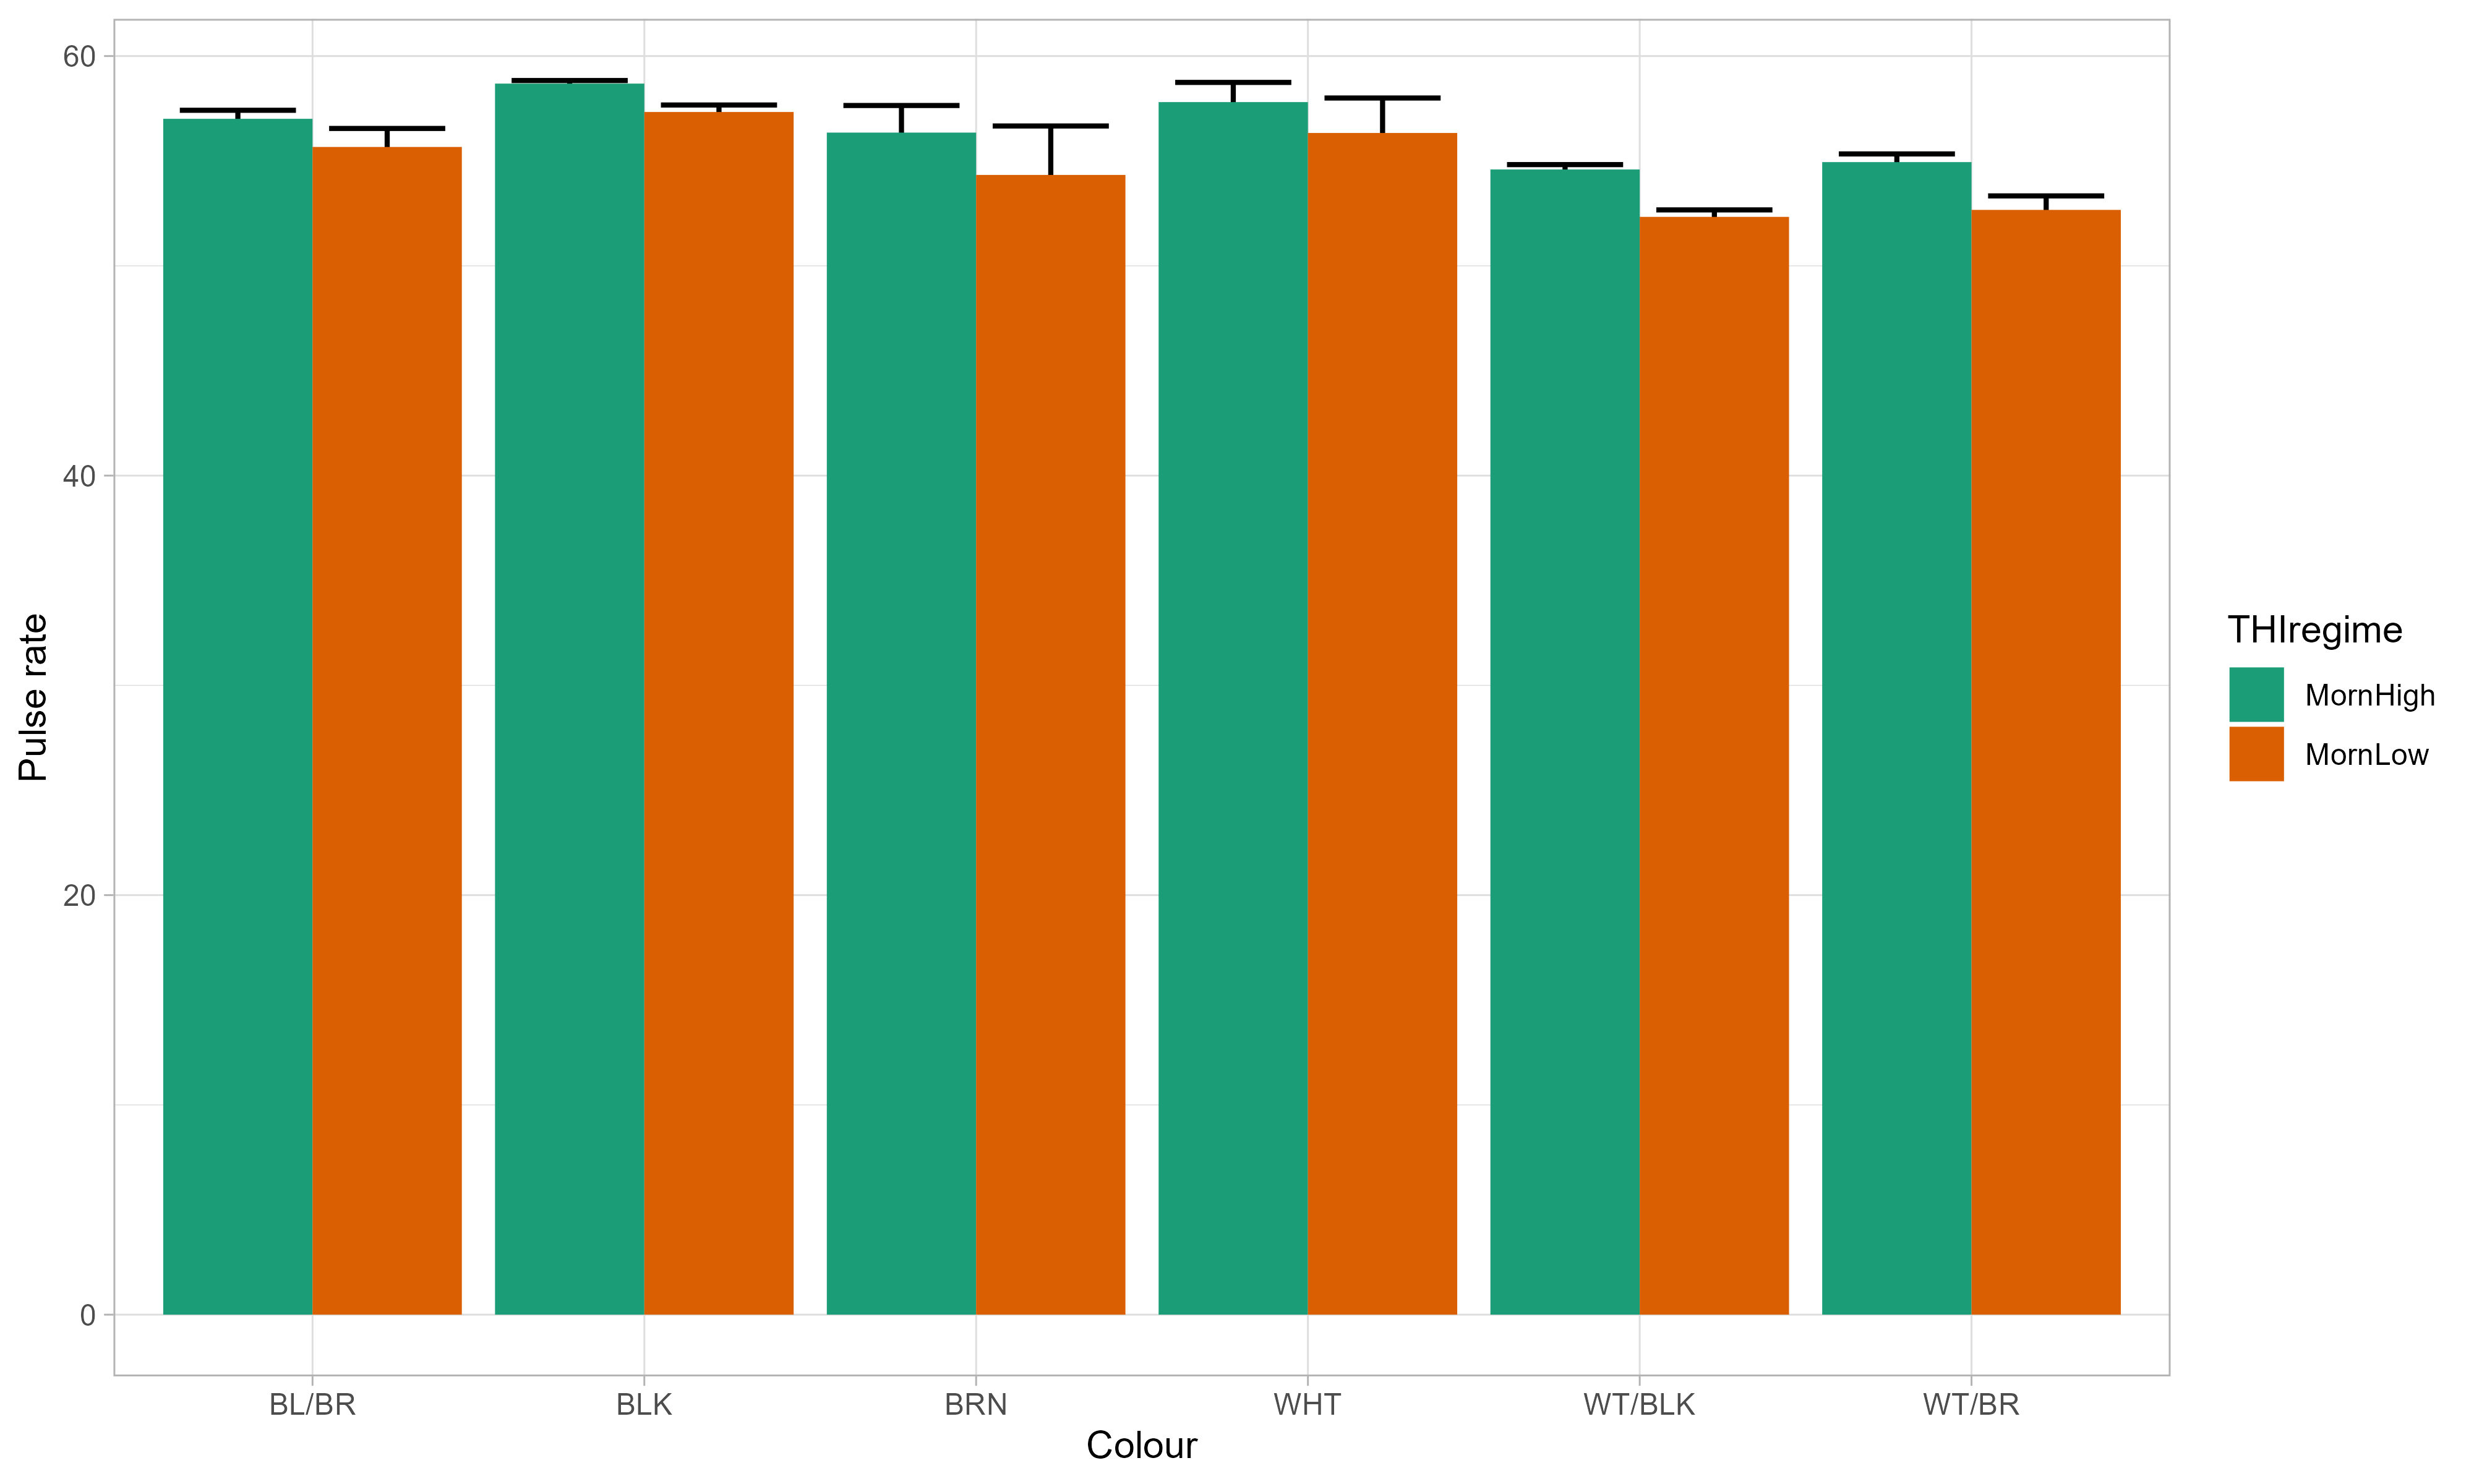 60
40
20
0
Pulse rate
BL/BR
BLK
BRN
WHT
WT/BLK
WT/BR
Colour
THIregime
MornHigh
MornLow